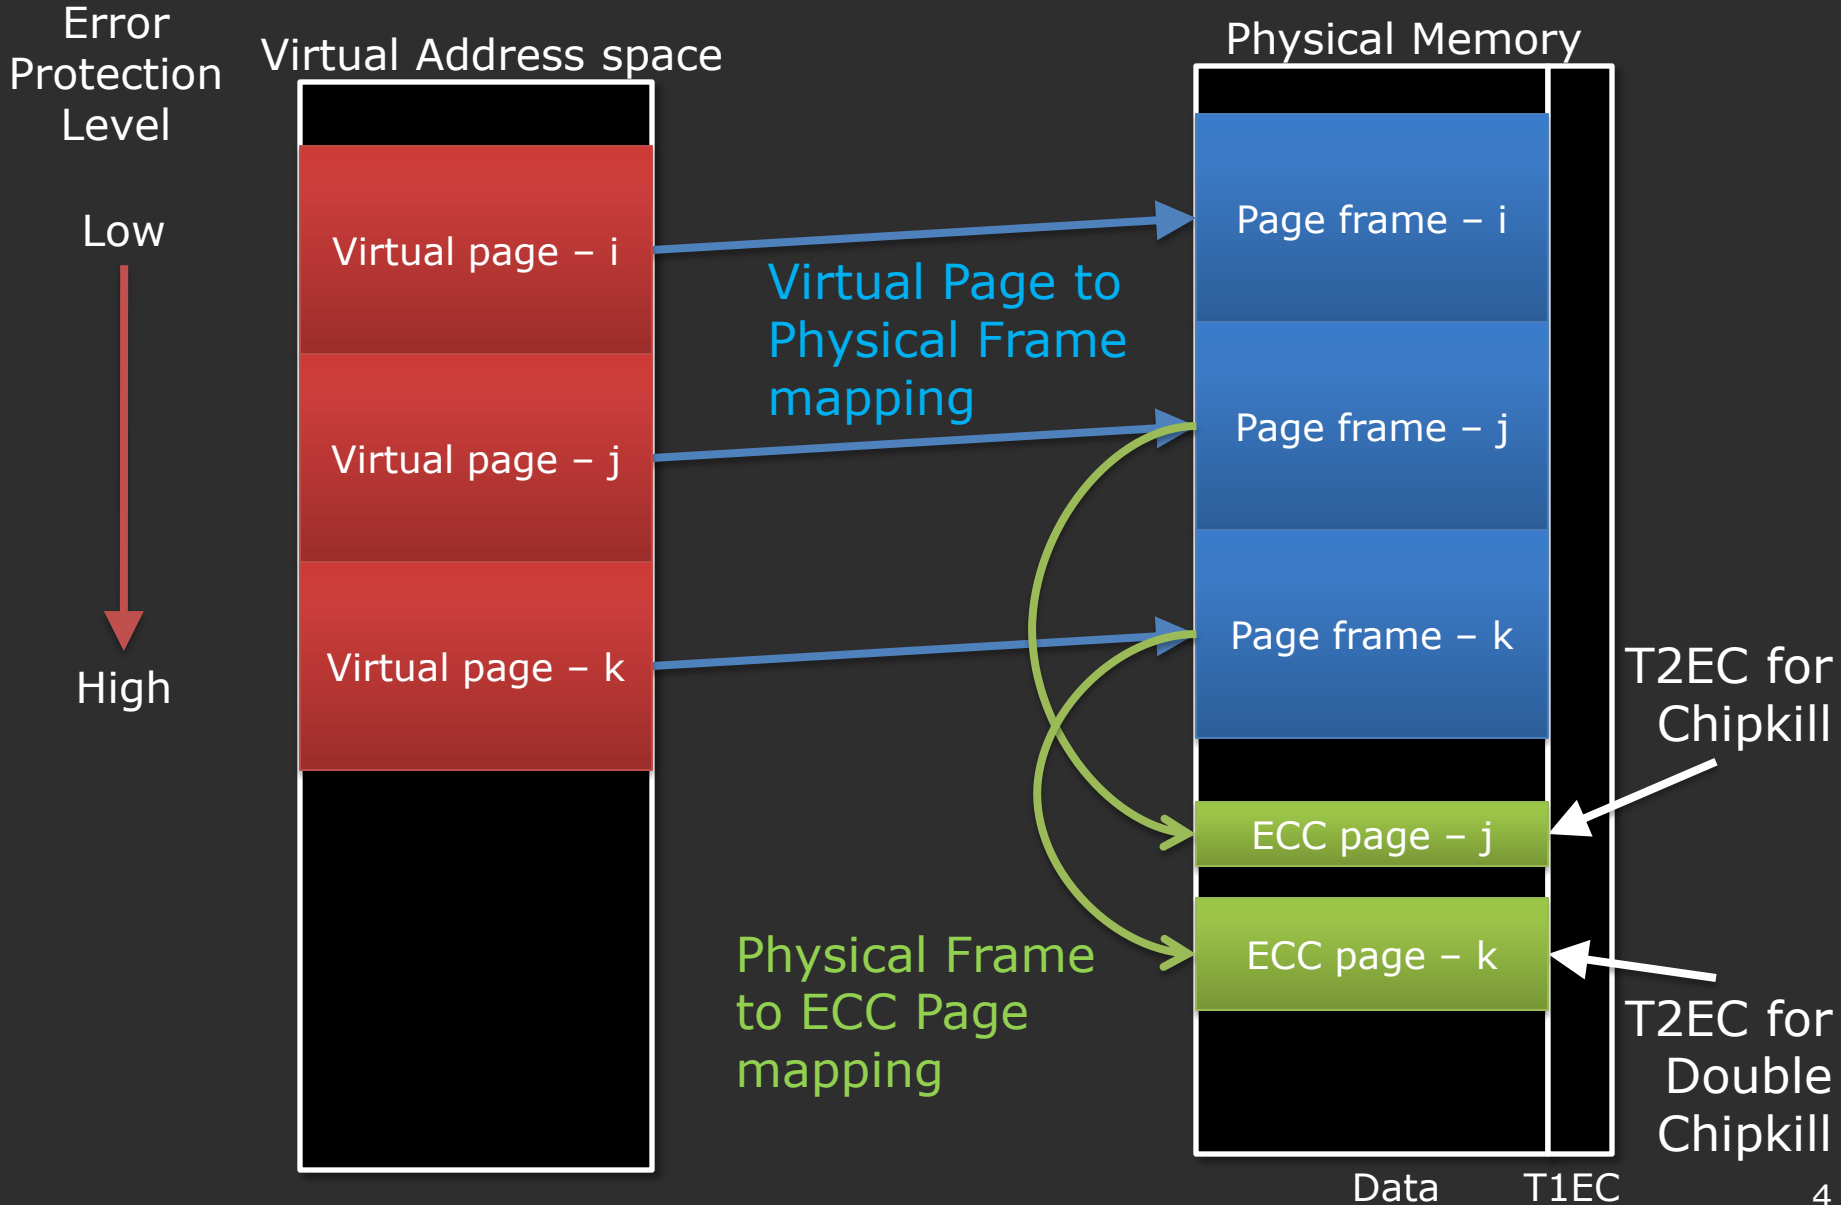 Error
Protection
Level
Virtual Address space
Physical Memory
Low
High
Virtual page – i
Virtual page – j
Virtual page – k
Virtual Page to
Physical Frame
mapping
Page frame – i
Page frame – j
Page frame – k
T2EC for
Chipkill
ECC page – j
ECC page – k
Physical Frame
to ECC Page
mapping
T2EC for
Double
Chipkill
Data
T1EC
4